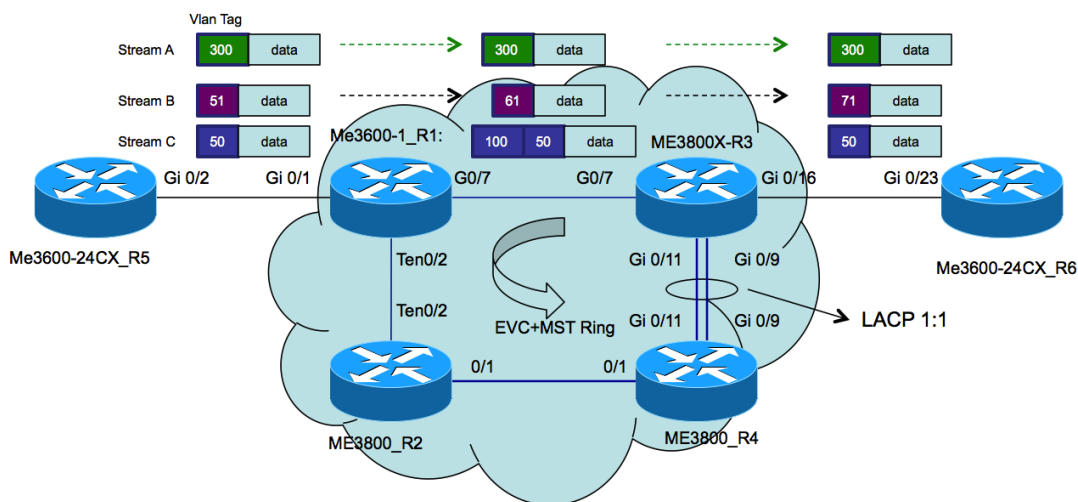 Vlan Tag
Stream A 300 data 300 data 300 data
Stream B 51 data 61 data 71 data
Stream C 50 data 100 50 data 50 data
Me3600-1_R1: ME3800X-R3
Gi 0/2 Gi 0/1 G0/7 G0/7 Gi 0/16 Gi 0/23
Me3600-24CX_R5 Me3600-24CX_R6
Ten0/2 Gi 0/11 Gi 0/9
Ten0/2 EVC+MST Ring Gi 0/11 Gi 0/9 LACP 1:1
0/1 0/1
ME3800_R2 ME3800_R4